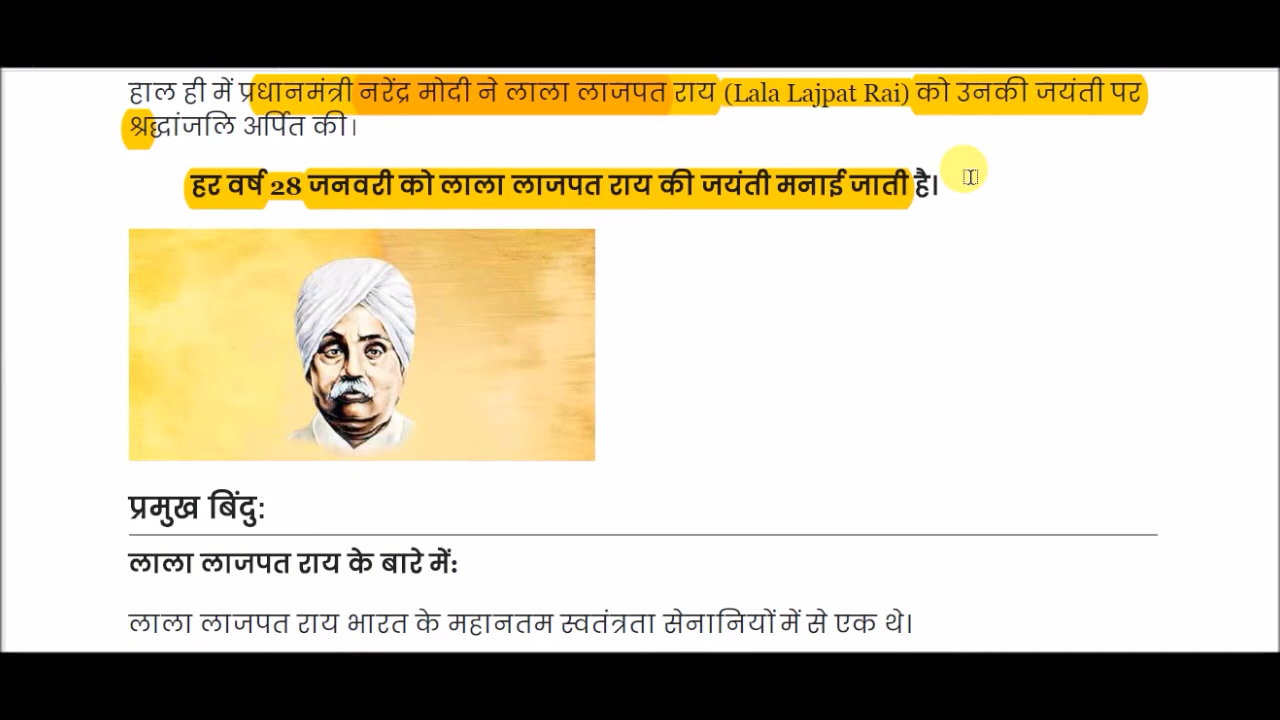 हाल ही में प्रधानमंत्री नरेंद्र मोदी ने लाला लाजपत राय (Lala Lajpat Rai) को उनकी जयंती पर
श्रद्धांजलि अर्पित की।
हर वर्ष 28 जनवरी को लाला लाजपत राय की जयंती मनाई जाती है।
प्रमुख बिंदु:
लाला लाजपत राय के बारे में:
लाला लाजपत राय भारत के महानतम स्वतंत्रता सेनानियों में से एक थे।